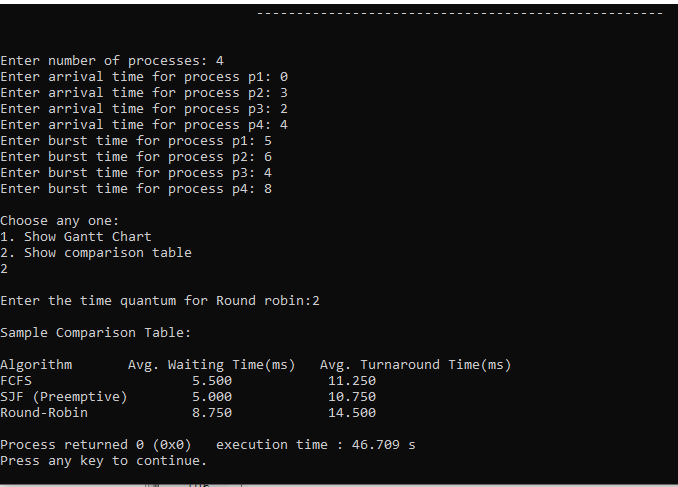 ----------------------------------------------------
Enter number of processes: 4
Enter arrival time for process p1: 0
Enter arrival time for process p2: 3
Enter arrival time for process p3: 2
Enter arrival time for process p4: 4
Enter burst time for process p1: 5
Enter burst time for process p2: 6
Enter burst time for process p3: 4
Enter burst time for process p4: 8
Choose any one:
1. Show Gantt Chart
2. Show comparison table
2
Enter the time quantum for Round robin:2
Sample Comparison Table:
Algorithm Avg. Waiting Time(ms) Avg. Turnaround Time(ms)
FCFS 5.500 11.250
SJF (Preemptive) 5.000 10.750
Round-Robin 8.750 14.500
Process returned 0 (0x0) execution time : 46.709 s
Press any key to continue.